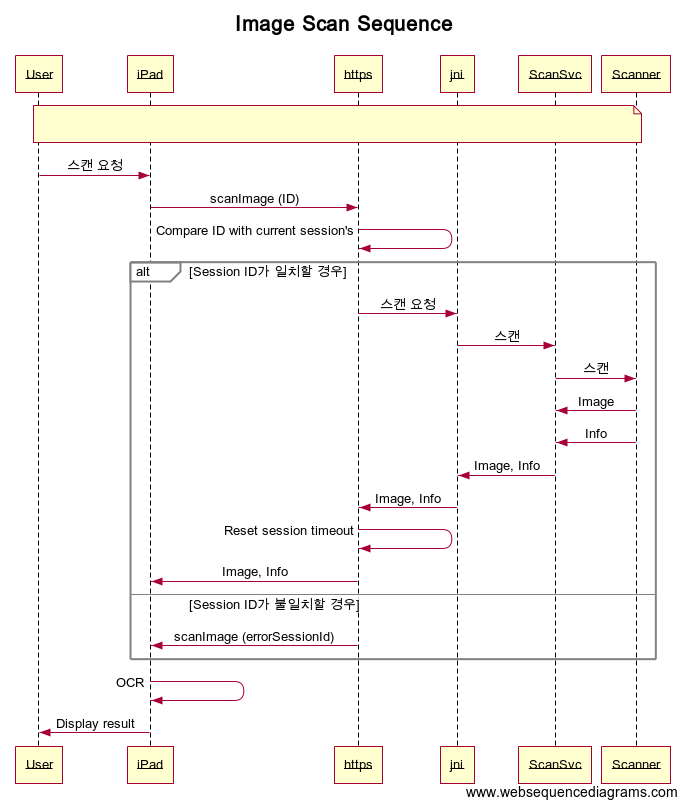 Image Scan Sequence
User iPad https jni ScanSvc Scanner
스캔 요청
scanImage (ID)
Compare ID with current session's
alt [Session ID가 일치할 경우]
스캔 요청
스캔
스캔
Image
Info
Image, Info
Image, Info
Reset session timeout
Image, Info
[Session ID가 불일치할 경우]
scanImage (errorSessionId)
OCR
Display result
User iPad https jni ScanSvc Scanner
www.websequencediagrams.com